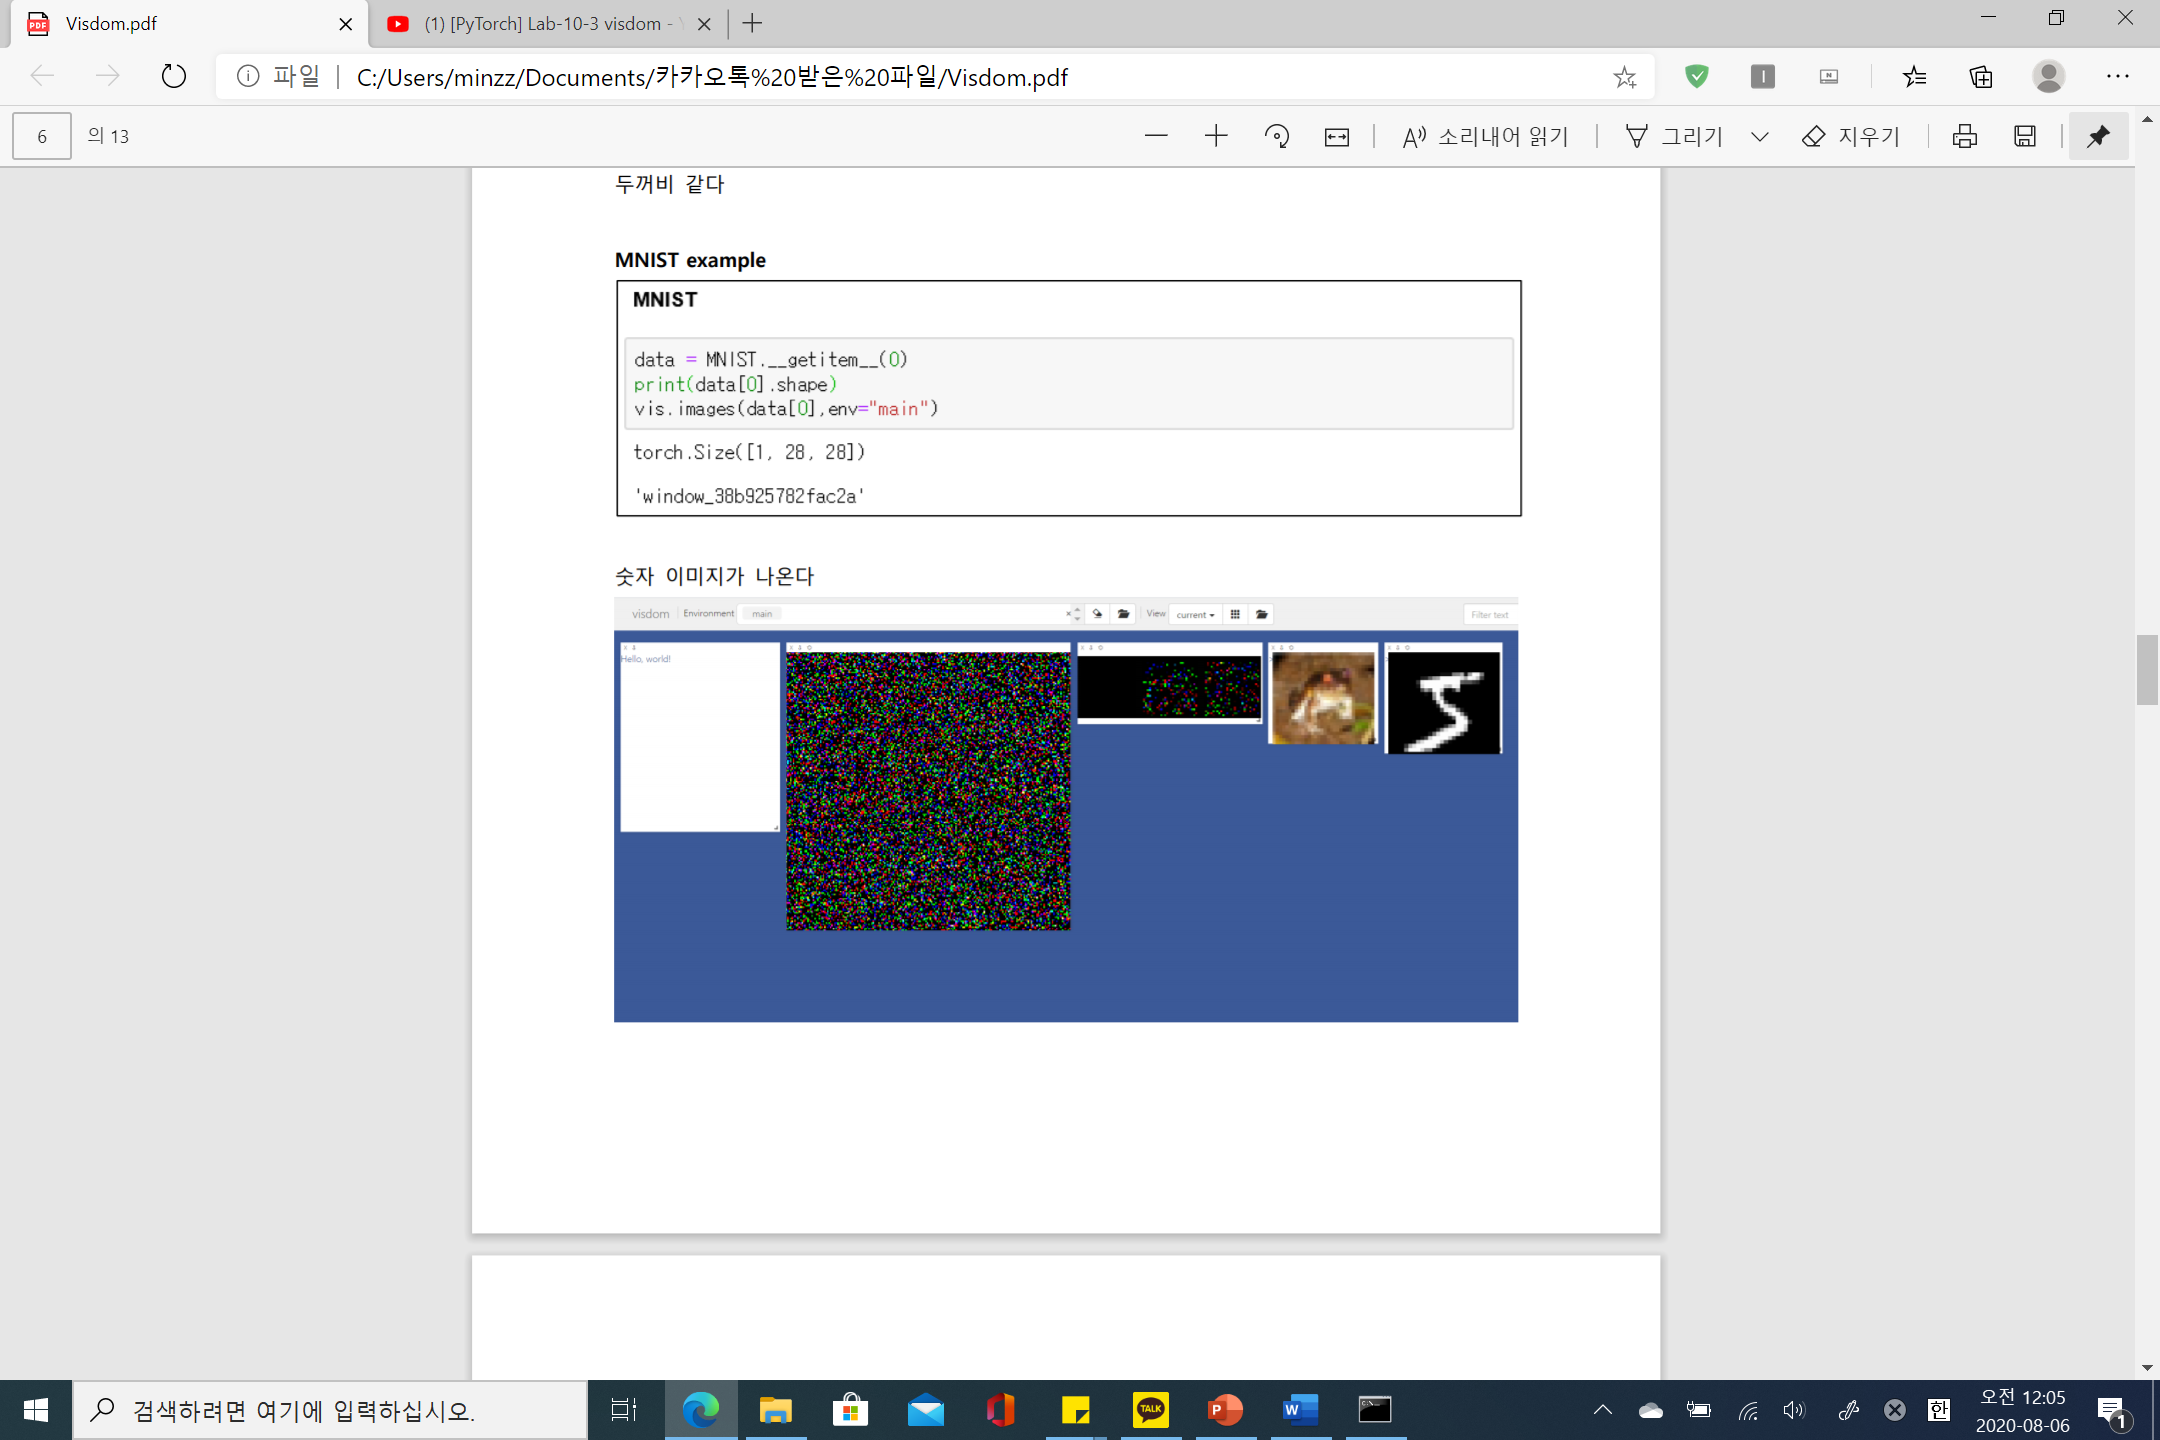 Visdom.pdf
(1) [PyTorch] Lab-10-3 visdom -
파일 | C:/Users/minzz/Documents/카카오톡%20받은%20파일/Visdom.pdf
6 의 13
소리내어 읽기
그리기
지우기
두꺼비 같다
MNIST example
MNIST
data = MNIST.__getitem__(0)
print(data[0].shape)
vis.images(data[0],env="main")
torch.Size([1, 28, 28])
'window_38b925782fac2a'
숫자 이미지가 나온다
visdom Environment main View current Filter text
Hello, world!
검색하려면 여기에 입력하십시오.
TALK
한
오전 12:05
2020-08-06
1